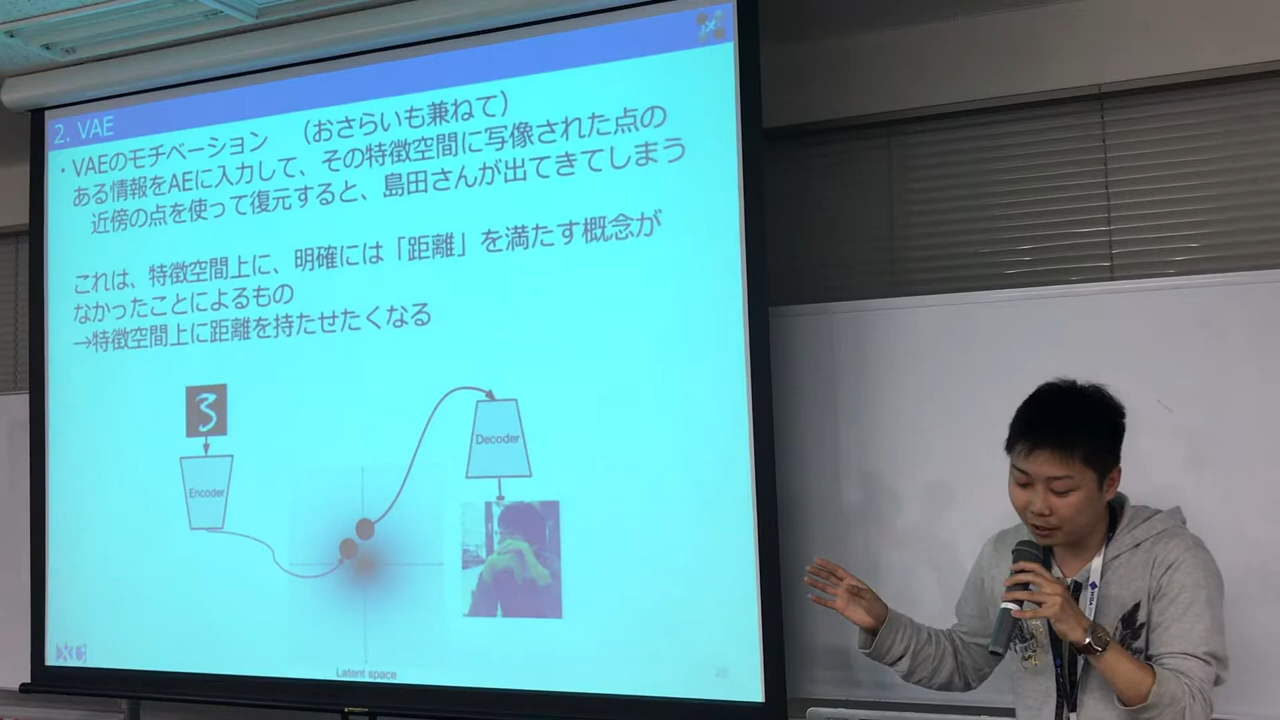 2. VAE
・VAEのモチベーション　（おさらいも兼ねて）
ある情報をAEに入力して、その特徴空間に写像された点の
近傍の点を使って復元すると、島田さんが出てきてしまう
これは、特徴空間上に、明確には「距離」を満たす概念が
なかったことによるもの
→特徴空間上に距離を持たせたくなる
3
Encoder
Decoder
Latent space